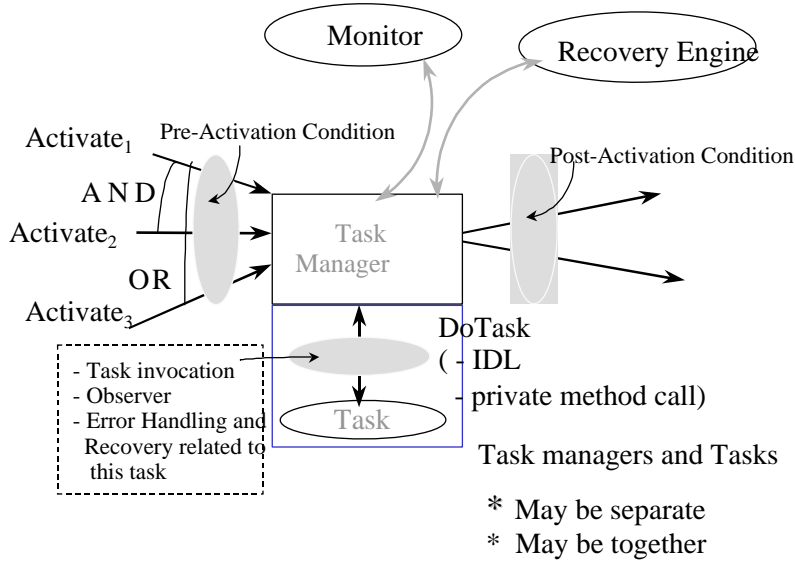 Monitor
Recovery Engine
Activate1
Pre-Activation Condition
Post-Activation Condition
AND
Activate2
Task
Manager
OR
Activate3
DoTask
( - IDL
- private method call)
- Task invocation
- Observer
- Error Handling and
Recovery related to
this task
Task
Task managers and Tasks
* May be separate
* May be together